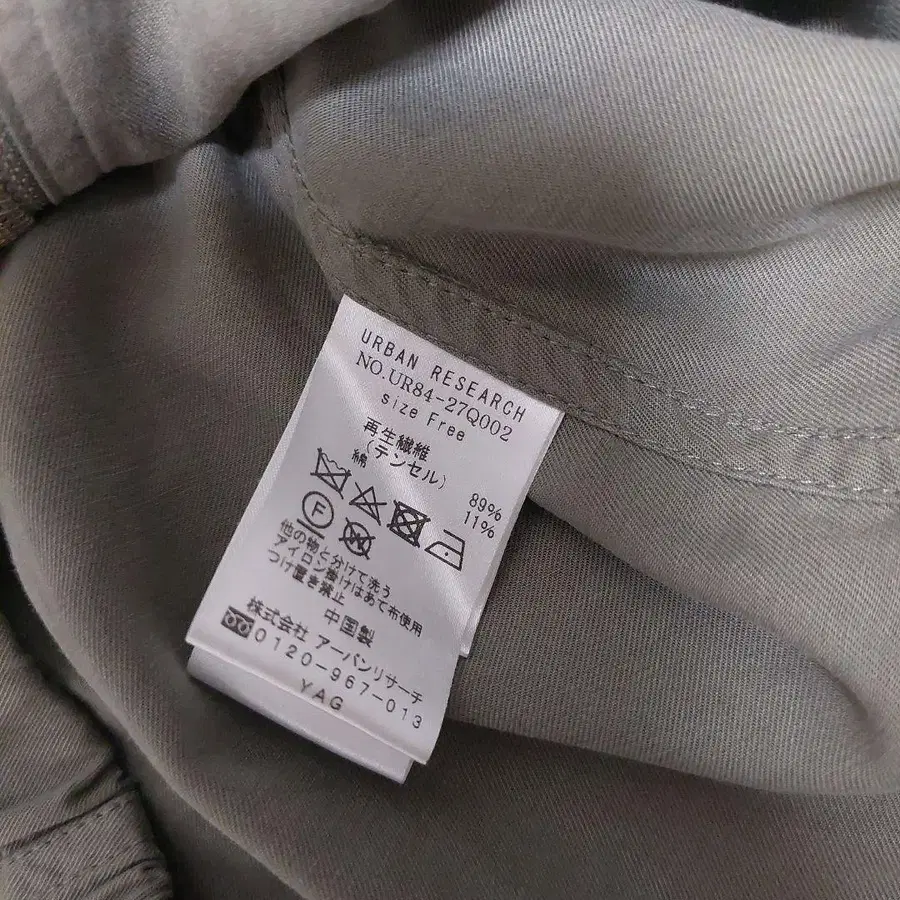 URBAN RESEARCH
NO.UR84-27Q002
size Free
再生繊維
(テンセル) 89%
綿 11%
F
W
他の物と分けて洗う
アイロン掛けはあて布使用
つけ置き禁止
中国製
株式会社 アーバンリサーチ
0120-967-013
YAG